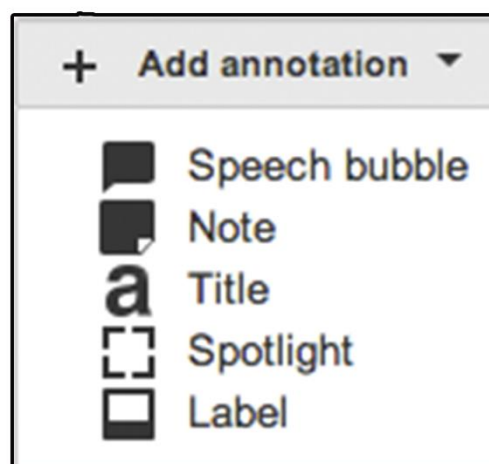 + Add annotation
Speech bubble
Note
a Title
Spotlight
Label